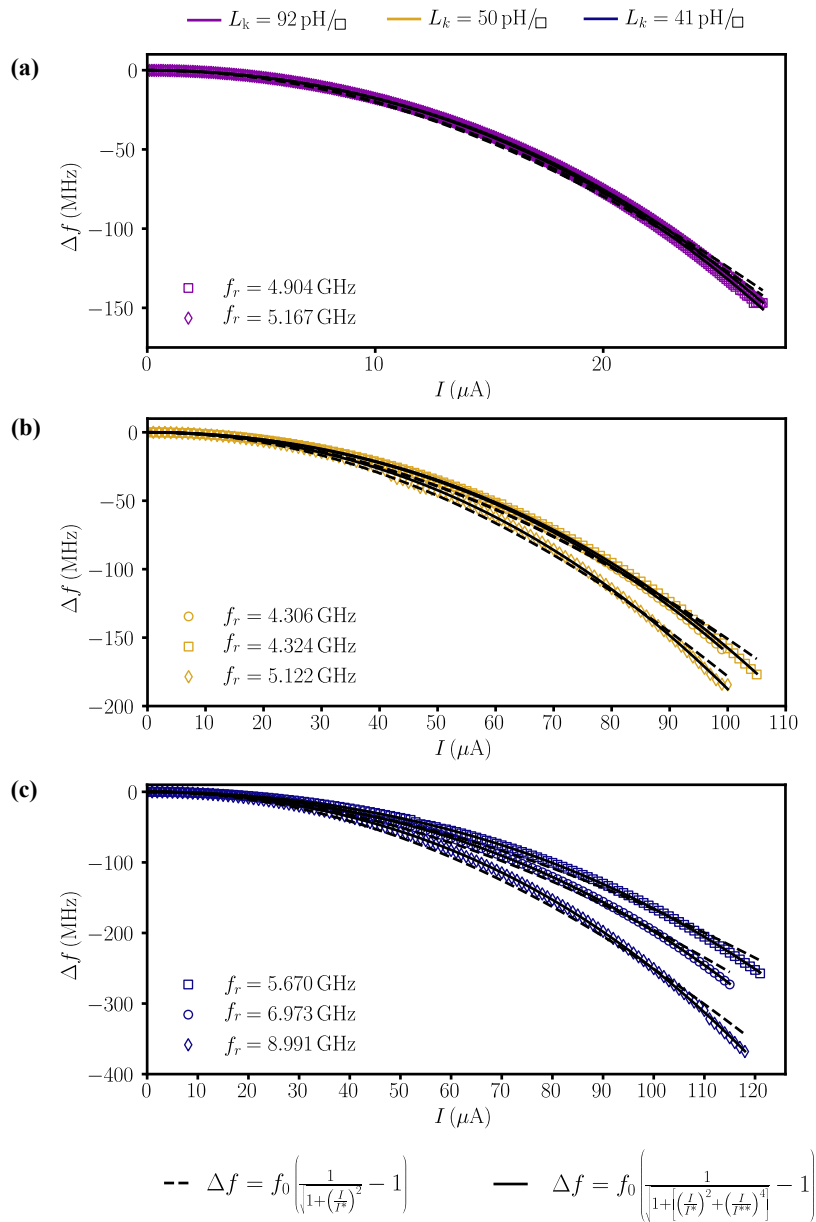 L_k = 92 pH/□ L_k = 50 pH/□ L_k = 41 pH/□
(a)
0
−50
−100
−150
Δf (MHz)
f_r = 4.904 GHz
f_r = 5.167 GHz
0 10 20
I (μA)
(b)
0
−50
−100
−150
−200
Δf (MHz)
f_r = 4.306 GHz
f_r = 4.324 GHz
f_r = 5.122 GHz
0 10 20 30 40 50 60 70 80 90 100 110
I (μA)
(c)
0
−100
−200
−300
−400
Δf (MHz)
f_r = 5.670 GHz
f_r = 6.973 GHz
f_r = 8.991 GHz
0 10 20 30 40 50 60 70 80 90 100 110 120
I (μA)
Δf = f_0 (1/√(1+(I/I*)^2) − 1) Δf = f_0 (1/√(1+[(I/I*)^2+(I/I**)^4]) − 1)